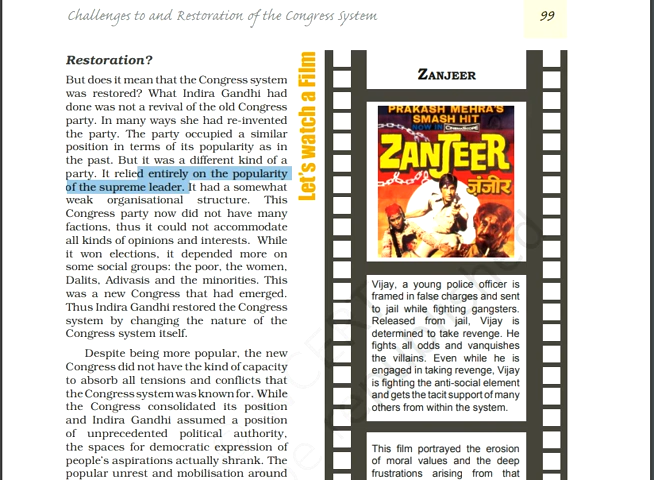 Challenges to and Restoration of the Congress System
99
Restoration?
But does it mean that the Congress system
was restored? What Indira Gandhi had
done was not a revival of the old Congress
party. In many ways she had re-invented
the party. The party occupied a similar
position in terms of its popularity as in
the past. But it was a different kind of a
party. It relied entirely on the popularity
of the supreme leader. It had a somewhat
weak organisational structure. This
Congress party now did not have many
factions, thus it could not accommodate
all kinds of opinions and interests. While
it won elections, it depended more on
some social groups: the poor, the women,
Dalits, Adivasis and the minorities. This
was a new Congress that had emerged.
Thus Indira Gandhi restored the Congress
system by changing the nature of the
Congress system itself.
Despite being more popular, the new
Congress did not have the kind of capacity
to absorb all tensions and conflicts that
the Congress system was known for. While
the Congress consolidated its position
and Indira Gandhi assumed a position
of unprecedented political authority,
the spaces for democratic expression of
people's aspirations actually shrank. The
popular unrest and mobilisation around
Let's watch a Film
ZANJEER
PRAKASH MEHRA'S
SMASH HIT
NOW IN
ZANJEER
जंज़ीर
Vijay, a young police officer is
framed in false charges and sent
to jail while fighting gangsters.
Released from jail, Vijay is
determined to take revenge. He
fights all odds and vanquishes
the villains. Even while he is
engaged in taking revenge, Vijay
is fighting the anti-social element
and gets the tacit support of many
others from within the system.
This film portrayed the erosion
of moral values and the deep
frustrations arising from that